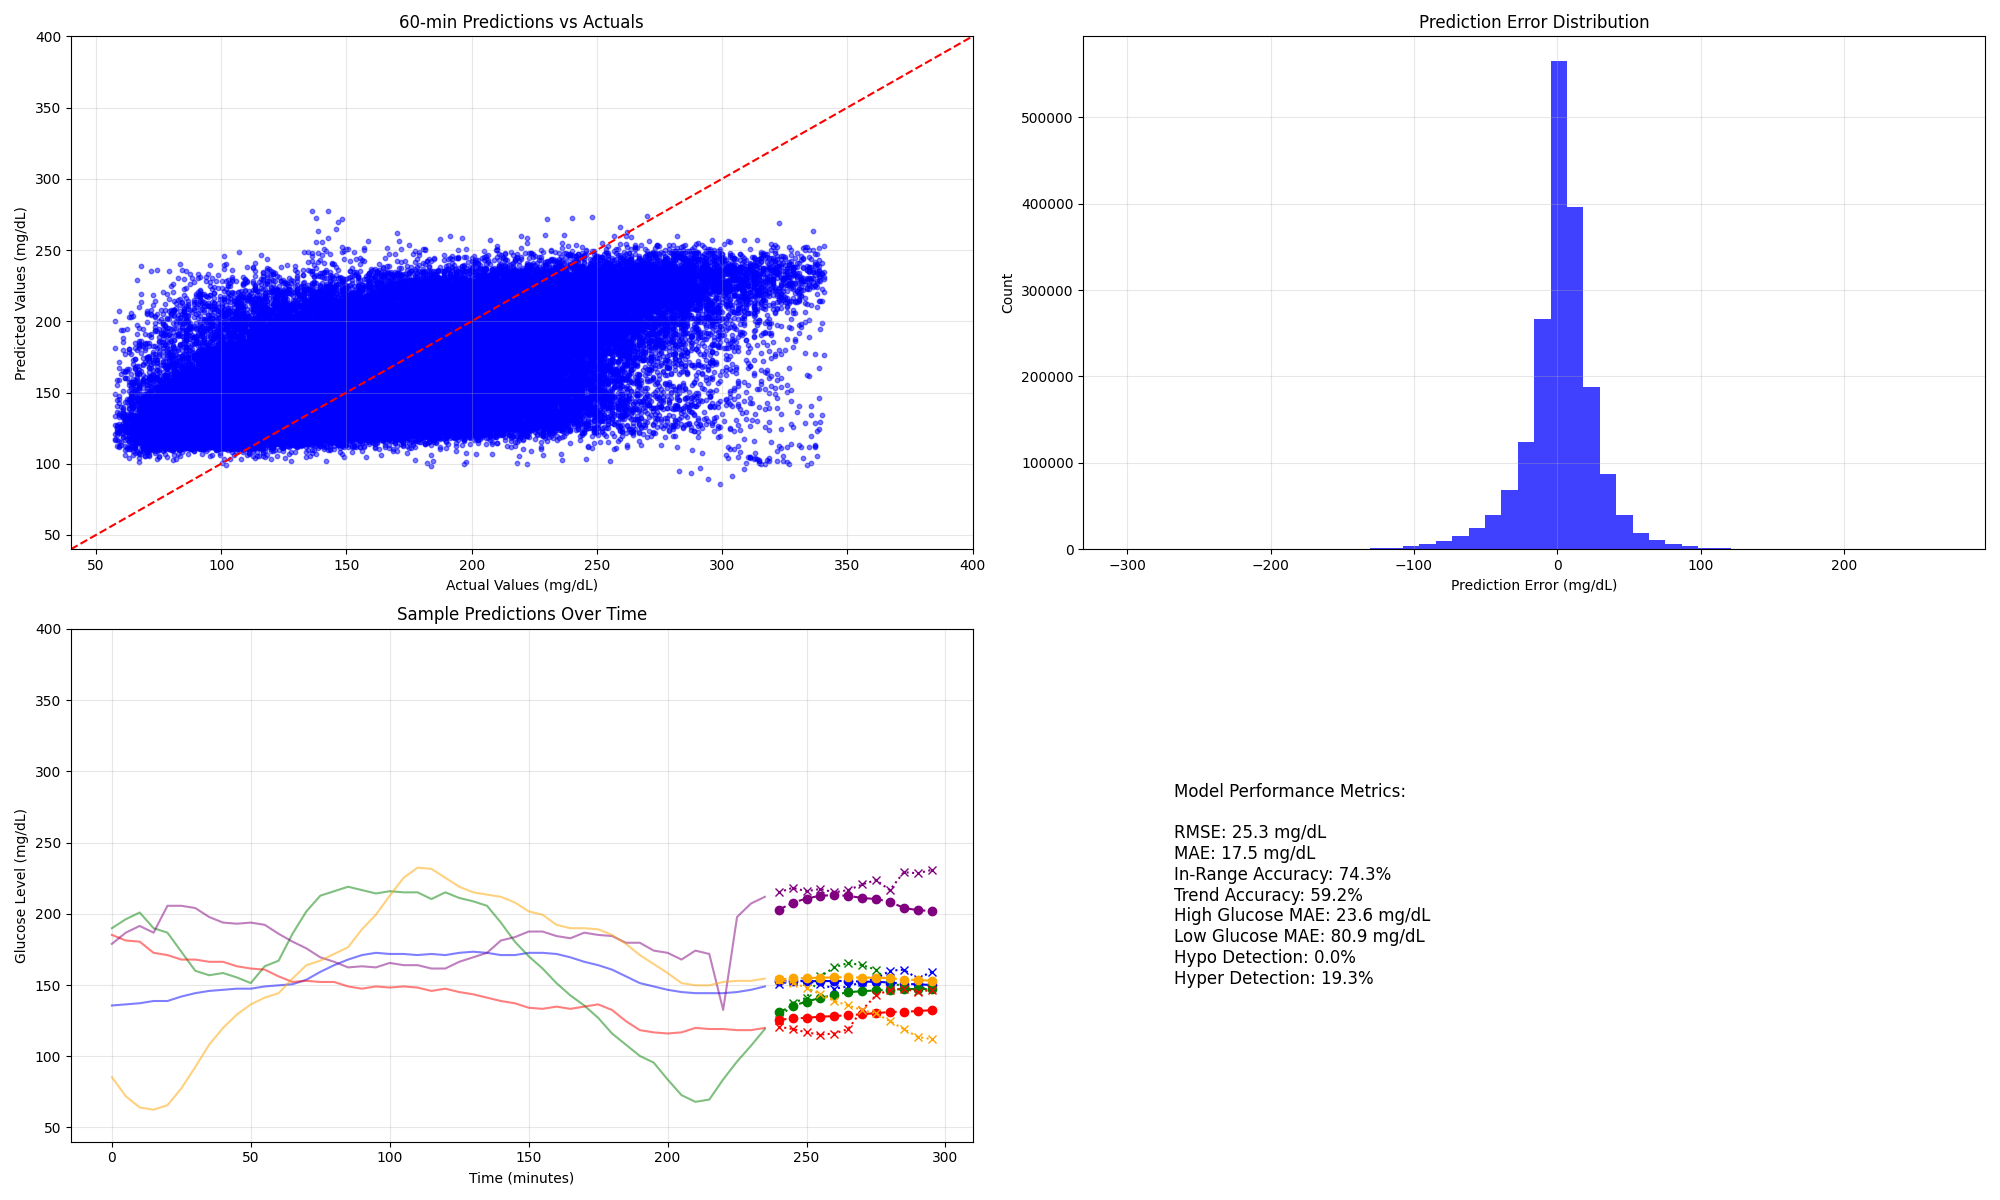 60-min Predictions vs Actuals
400
350
300
250
200
150
100
50
Predicted Values (mg/dL)
50
100
150
200
250
300
350
400
Actual Values (mg/dL)
Prediction Error Distribution
500000
400000
300000
200000
100000
0
Count
−300
−200
−100
0
100
200
Prediction Error (mg/dL)
Sample Predictions Over Time
400
350
300
250
200
150
100
50
Glucose Level (mg/dL)
0
50
100
150
200
250
300
Time (minutes)
Model Performance Metrics:
RMSE: 25.3 mg/dL
MAE: 17.5 mg/dL
In-Range Accuracy: 74.3%
Trend Accuracy: 59.2%
High Glucose MAE: 23.6 mg/dL
Low Glucose MAE: 80.9 mg/dL
Hypo Detection: 0.0%
Hyper Detection: 19.3%